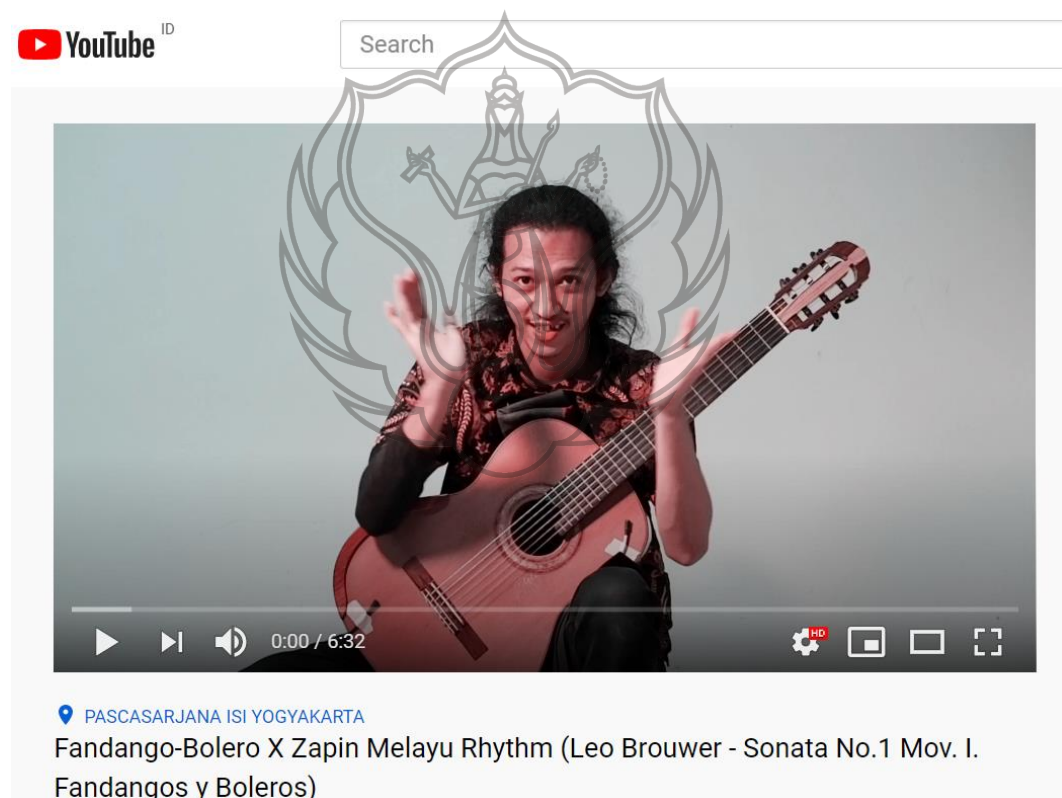 YouTube ID
Search
0:00 / 6:32
HD
PASCASARJANA ISI YOGYAKARTA
Fandango-Bolero X Zapin Melayu Rhythm (Leo Brouwer - Sonata No.1 Mov. I.
Fandangos y Boleros)